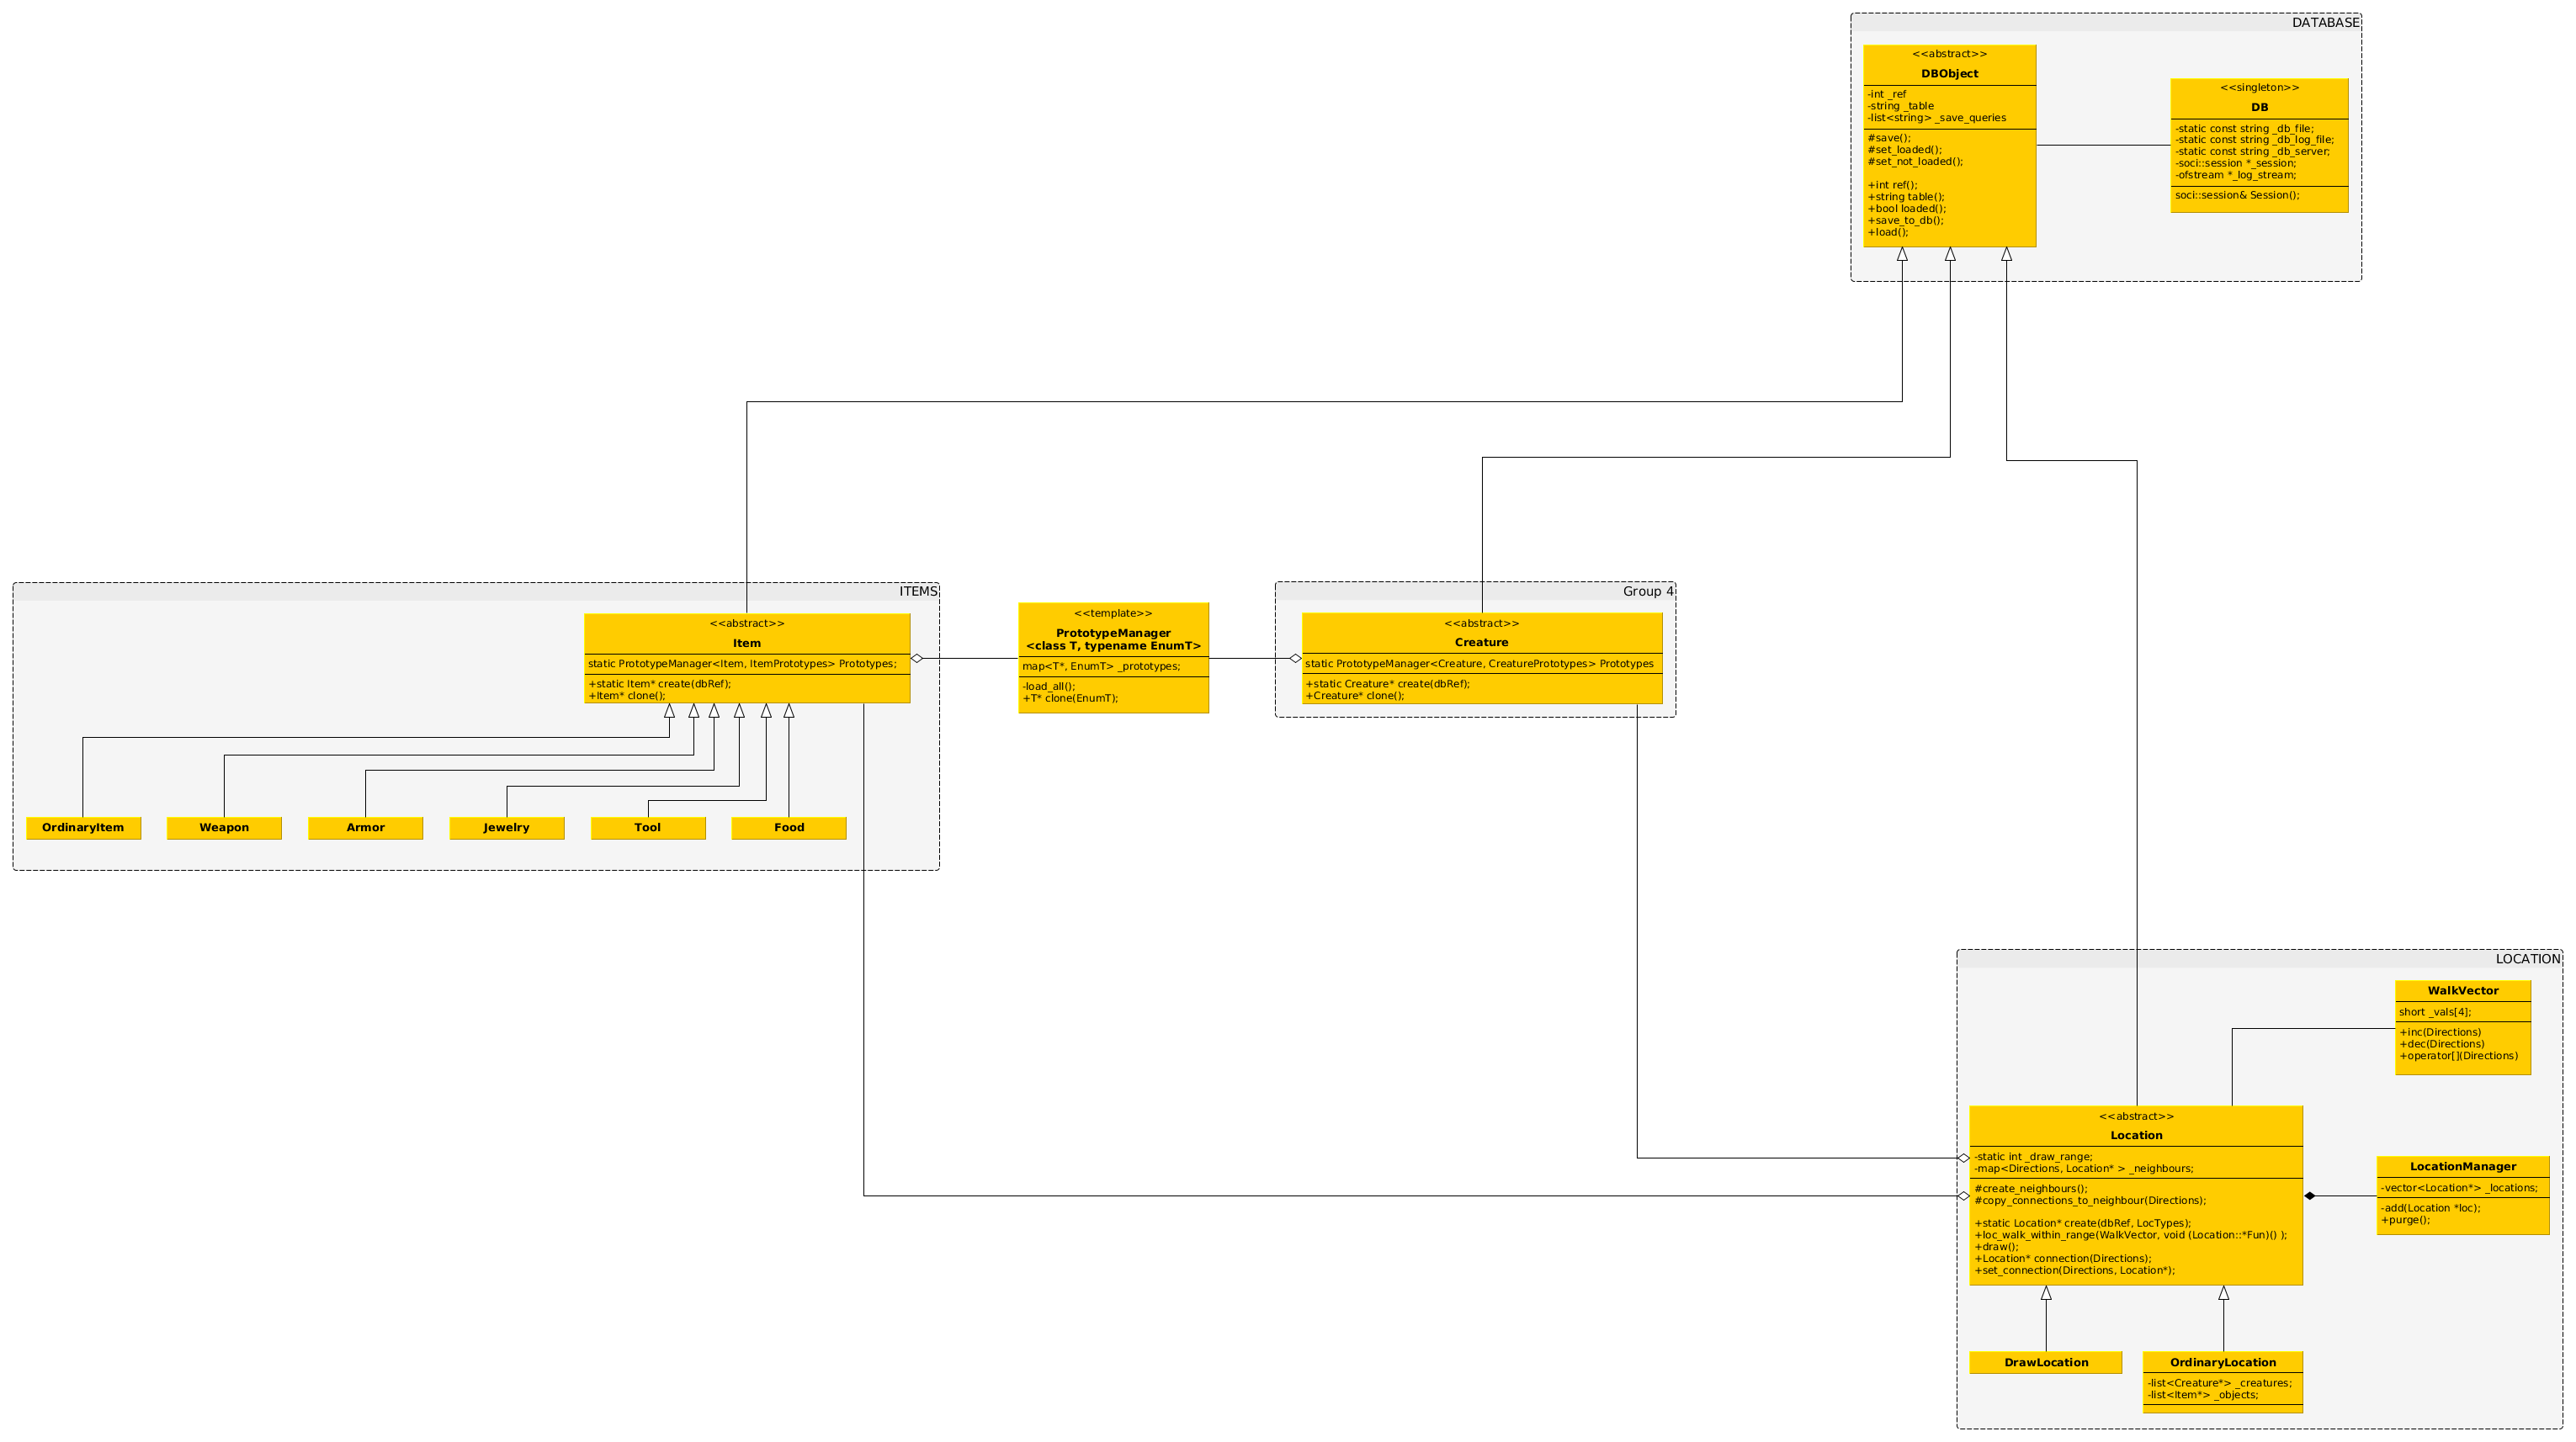 DATABASE
<<abstract>>
DBObject
-int _ref
-string _table
-list<string> _save_queries
#save();
#set_loaded();
#set_not_loaded();
+int ref();
+string table();
+bool loaded();
+save_to_db();
+load();
<<singleton>>
DB
-static const string _db_file;
-static const string _db_log_file;
-static const string _db_server;
-soci::session *_session;
-ofstream *_log_stream;
soci::session& Session();
ITEMS
<<abstract>>
Item
static PrototypeManager<Item, ItemPrototypes> Prototypes;
+static Item* create(dbRef);
+Item* clone();
OrdinaryItem
Weapon
Armor
Jewelry
Tool
Food
<<template>>
PrototypeManager
<class T, typename EnumT>
map<T*, EnumT> _prototypes;
-load_all();
+T* clone(EnumT);
Group 4
<<abstract>>
Creature
static PrototypeManager<Creature, CreaturePrototypes> Prototypes
+static Creature* create(dbRef);
+Creature* clone();
LOCATION
WalkVector
short _vals[4];
+inc(Directions)
+dec(Directions)
+operator[](Directions)
<<abstract>>
Location
-static int _draw_range;
-map<Directions, Location* > _neighbours;
#create_neighbours();
#copy_connections_to_neighbour(Directions);
+static Location* create(dbRef, LocTypes);
+loc_walk_within_range(WalkVector, void (Location::*Fun)() );
+draw();
+Location* connection(Directions);
+set_connection(Directions, Location*);
LocationManager
-vector<Location*> _locations;
-add(Location *loc);
+purge();
DrawLocation
OrdinaryLocation
-list<Creature*> _creatures;
-list<Item*> _objects;